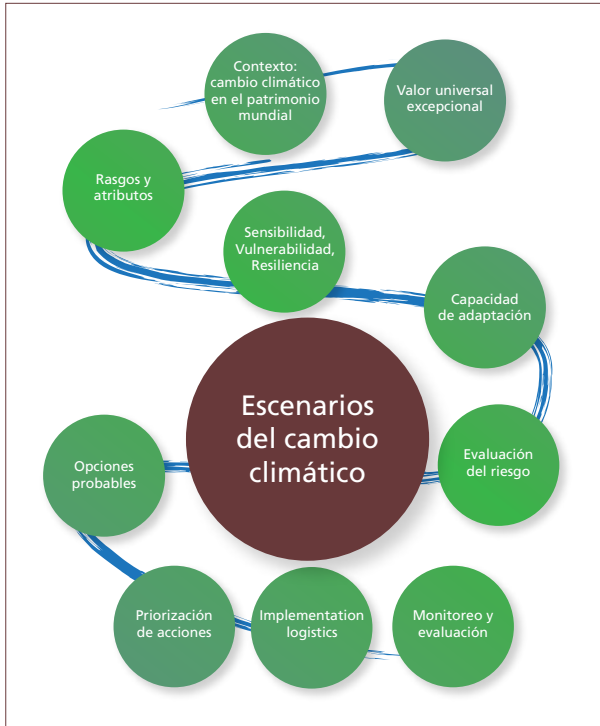 Contexto:
cambio climático
en el patrimonio
mundial
Valor universal
excepcional
Rasgos y
atributos
Sensibilidad,
Vulnerabilidad,
Resiliencia
Capacidad
de adaptación
Escenarios
del cambio
climático
Evaluación
del riesgo
Opciones
probables
Priorización
de acciones
Implementation
logistics
Monitoreo y
evaluación